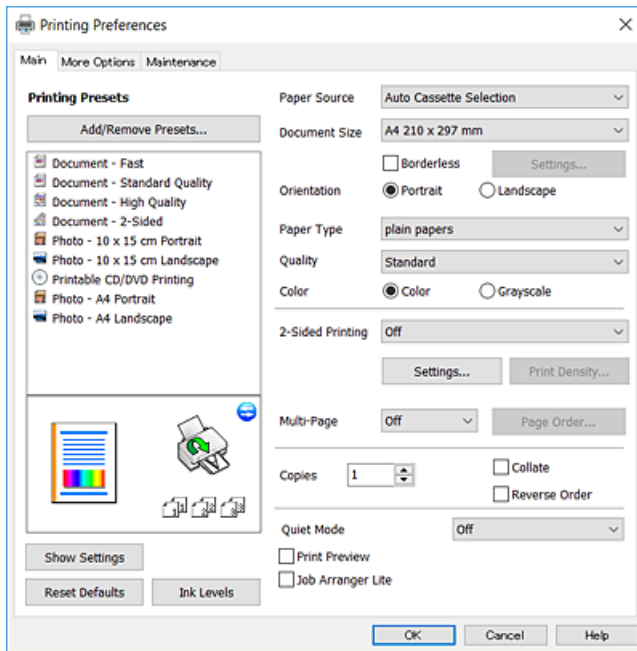 Printing Preferences
Main More Options Maintenance
Printing Presets
Add/Remove Presets...
Document - Fast
Document - Standard Quality
Document - High Quality
Document - 2-Sided
Photo - 10 x 15 cm Portrait
Photo - 10 x 15 cm Landscape
Printable CD/DVD Printing
Photo - A4 Portrait
Photo - A4 Landscape
Show Settings
Reset Defaults Ink Levels
Paper Source Auto Cassette Selection
Document Size A4 210 x 297 mm
Borderless Settings...
Orientation Portrait Landscape
Paper Type plain papers
Quality Standard
Color Color Grayscale
2-Sided Printing Off
Settings... Print Density...
Multi-Page Off Page Order...
Copies 1 Collate
Reverse Order
Quiet Mode Off
Print Preview
Job Arranger Lite
OK Cancel Help